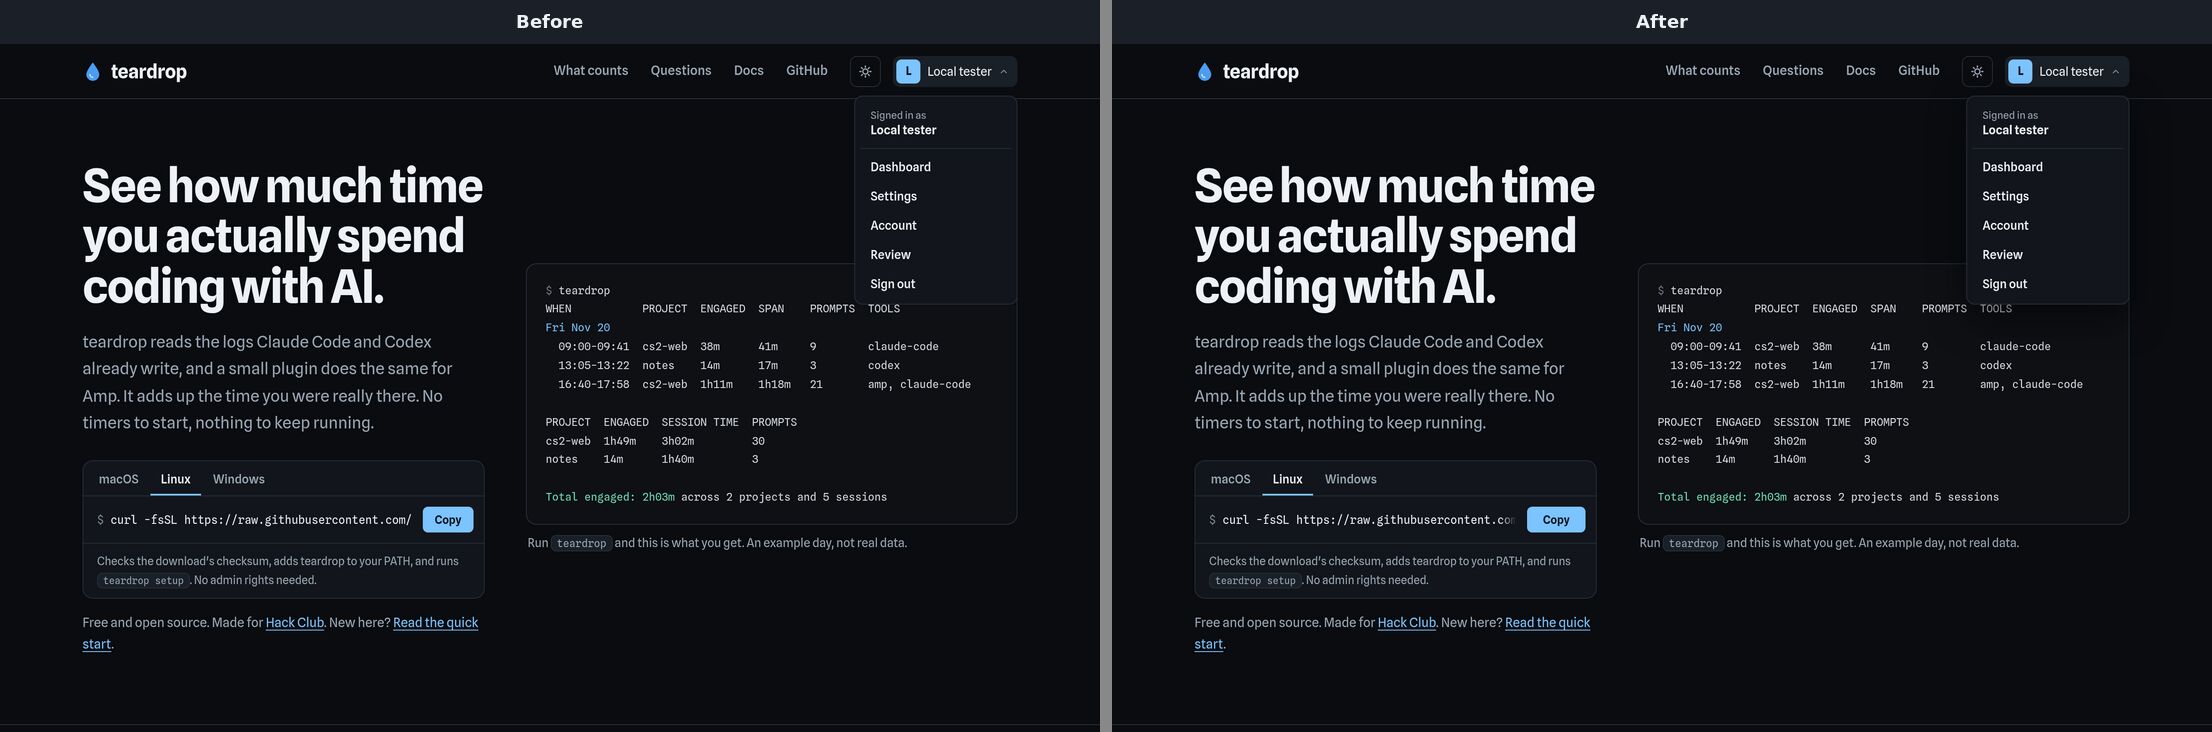 Before
teardrop
What counts Questions Docs GitHub L Local tester
Signed in as
Local tester
Dashboard
Settings
Account
Review
Sign out
See how much time
you actually spend
coding with AI.
teardrop reads the logs Claude Code and Codex
already write, and a small plugin does the same for
Amp. It adds up the time you were really there. No
timers to start, nothing to keep running.
macOS Linux Windows
$ curl -fsSL https://raw.githubusercontent.com/ Copy
Checks the download's checksum, adds teardrop to your PATH, and runs
teardrop setup. No admin rights needed.
Free and open source. Made for Hack Club. New here? Read the quick
start.
$ teardrop
WHEN PROJECT ENGAGED SPAN PROMPTS TOOLS
Fri Nov 20
09:00-09:41 cs2-web 38m 41m 9 claude-code
13:05-13:22 notes 14m 17m 3 codex
16:40-17:58 cs2-web 1h11m 1h18m 21 amp, claude-code
PROJECT ENGAGED SESSION TIME PROMPTS
cs2-web 1h49m 3h02m 30
notes 14m 1h40m 3
Total engaged: 2h03m across 2 projects and 5 sessions
Run teardrop and this is what you get. An example day, not real data.
After
teardrop
What counts Questions Docs GitHub L Local tester
Signed in as
Local tester
Dashboard
Settings
Account
Review
Sign out
See how much time
you actually spend
coding with AI.
teardrop reads the logs Claude Code and Codex
already write, and a small plugin does the same for
Amp. It adds up the time you were really there. No
timers to start, nothing to keep running.
macOS Linux Windows
$ curl -fsSL https://raw.githubusercontent.com Copy
Checks the download's checksum, adds teardrop to your PATH, and runs
teardrop setup. No admin rights needed.
Free and open source. Made for Hack Club. New here? Read the quick
start.
$ teardrop
WHEN PROJECT ENGAGED SPAN PROMPTS TOOLS
Fri Nov 20
09:00-09:41 cs2-web 38m 41m 9 claude-code
13:05-13:22 notes 14m 17m 3 codex
16:40-17:58 cs2-web 1h11m 1h18m 21 amp, claude-code
PROJECT ENGAGED SESSION TIME PROMPTS
cs2-web 1h49m 3h02m 30
notes 14m 1h40m 3
Total engaged: 2h03m across 2 projects and 5 sessions
Run teardrop and this is what you get. An example day, not real data.